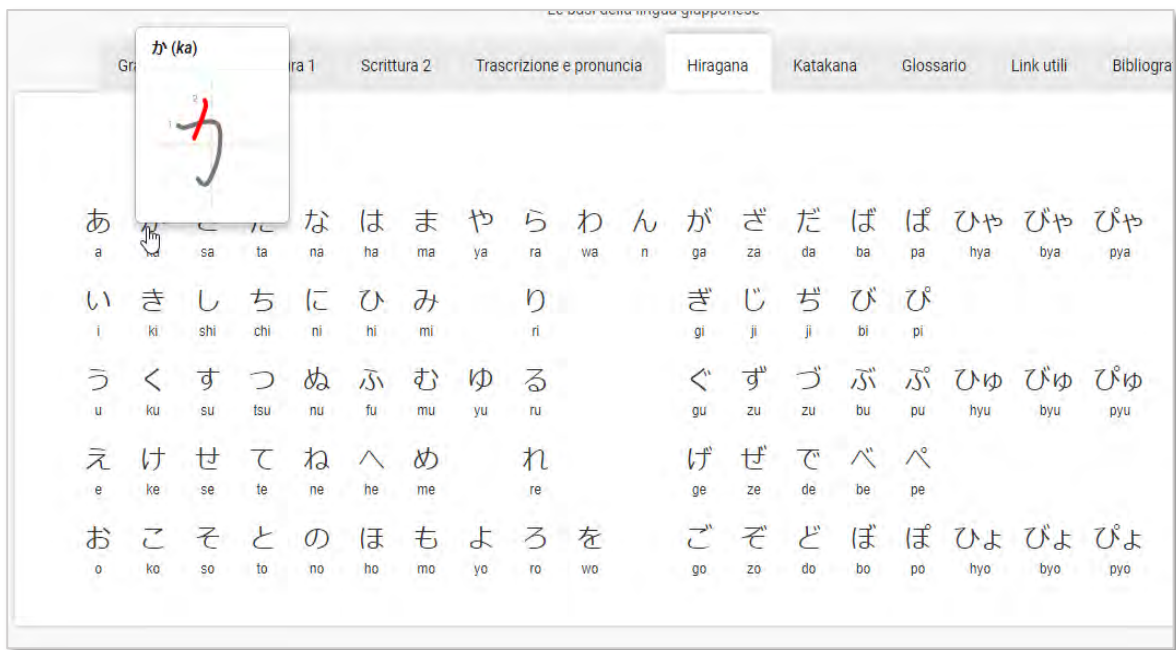 Le basi della lingua giapponese
か (ka)
Scrittura 2 Trascrizione e pronuncia Hiragana Katakana Glossario Link utili Bibliogra
2
1
あ な は ま や ら わ ん が ざ だ ば ぱ ひゃ びゃ ぴゃ
a sa ta na ha ma ya ra wa n ga za da ba pa hya bya pya
い き し ち に ひ み り ぎ じ ぢ び ぴ
i ki shi chi ni hi mi ri gi ji ji bi pi
う く す つ ぬ ふ む ゆ る ぐ ず づ ぶ ぷ ひゅ びゅ ぴゅ
u ku su tsu nu fu mu yu ru gu zu zu bu pu hyu byu pyu
え け せ て ね へ め れ げ ぜ で べ ぺ
e ke se te ne he me re ge ze de be pe
お こ そ と の ほ も よ ろ を ご ぞ ど ぼ ぽ ひょ びょ ぴょ
o ko so to no ho mo yo ro wo go zo do bo po hyo byo pyo